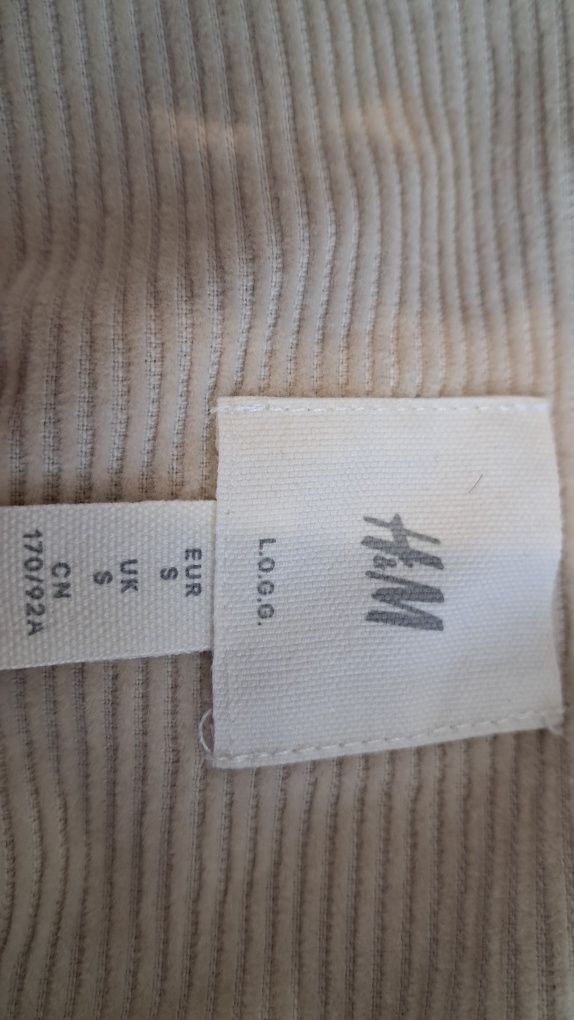 H&M
L.O.G.G.
EUR
S
UK
S
CN
170/92A